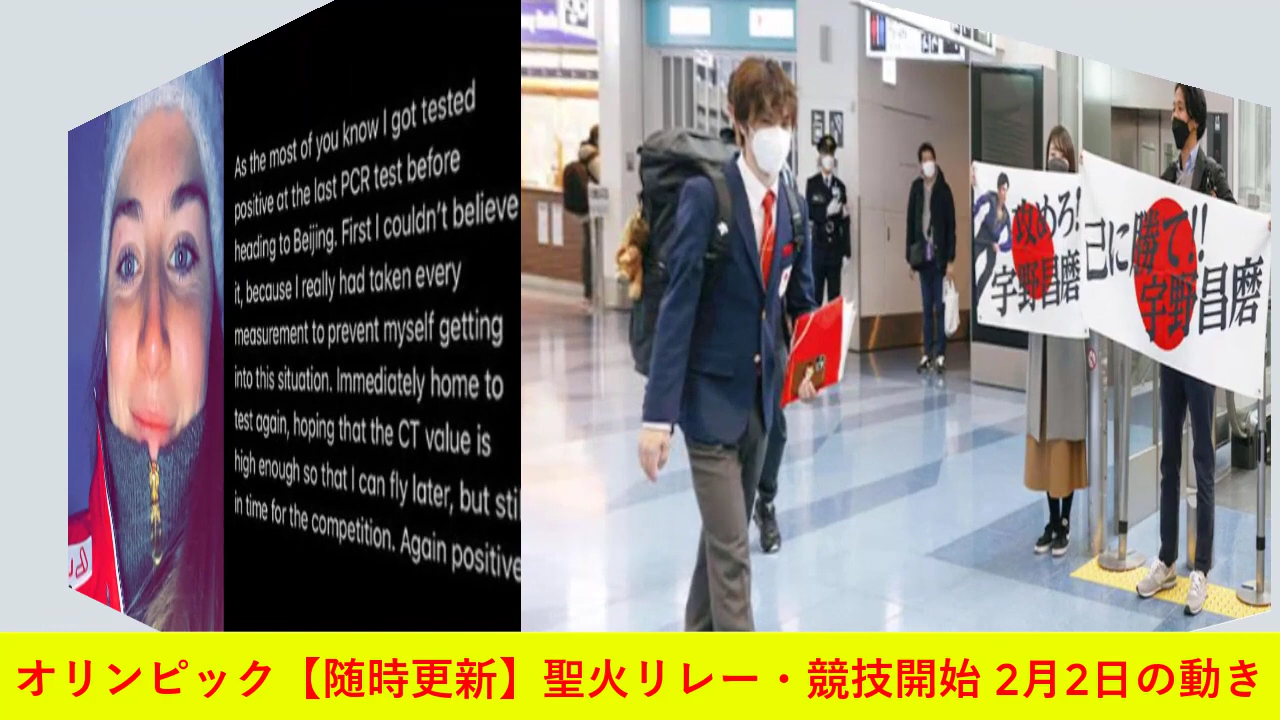 As the most of you know I got tested
positive at the last PCR test before
heading to Beijing. First I couldn't believe
it, because I really had taken every
measurement to prevent myself getting
into this situation. Immediately home to
test again, hoping that the CT value is
high enough so that I can fly later, but stil
in time for the competition. Again positive
攻めろ!
宇野昌磨
己に勝て!!
宇野昌磨
オリンピック【随時更新】聖火リレー・競技開始 2月2日の動き